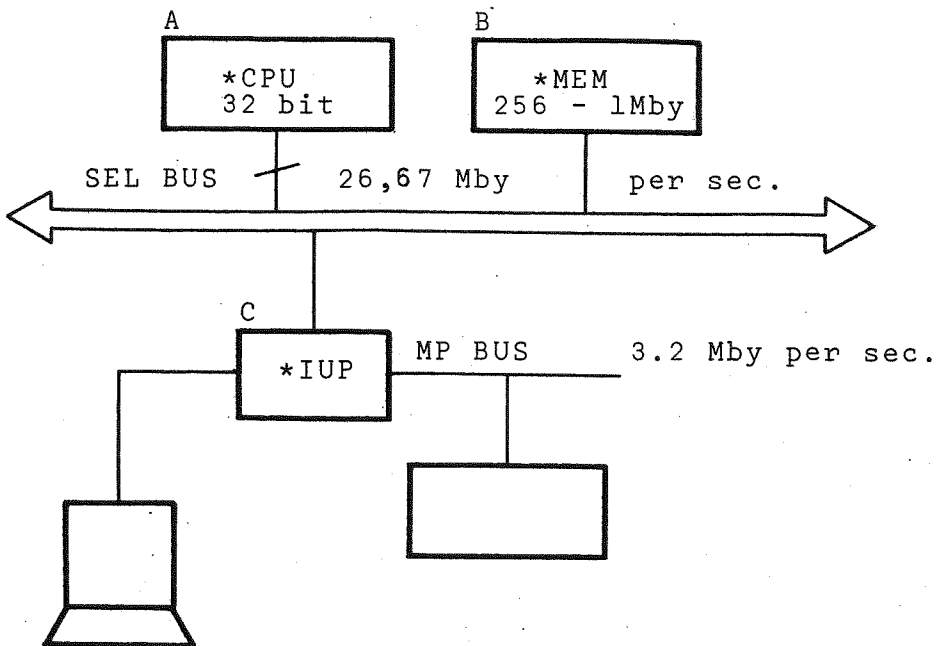 A
B
*CPU
32 bit
*MEM
256 - 1Mby
SEL BUS 26,67 Mby per sec.
C
*IUP
MP BUS 3.2 Mby per sec.